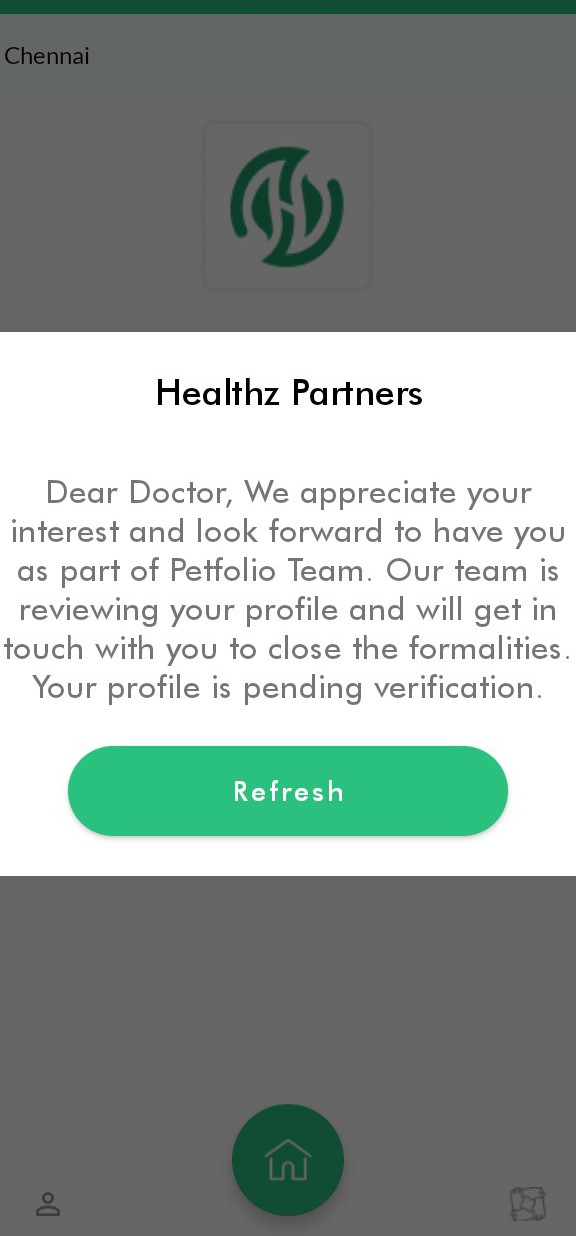 Chennai
Healthz Partners
Dear Doctor, We appreciate your
interest and look forward to have you
as part of Petfolio Team. Our team is
reviewing your profile and will get in
touch with you to close the formalities.
Your profile is pending verification.
Refresh